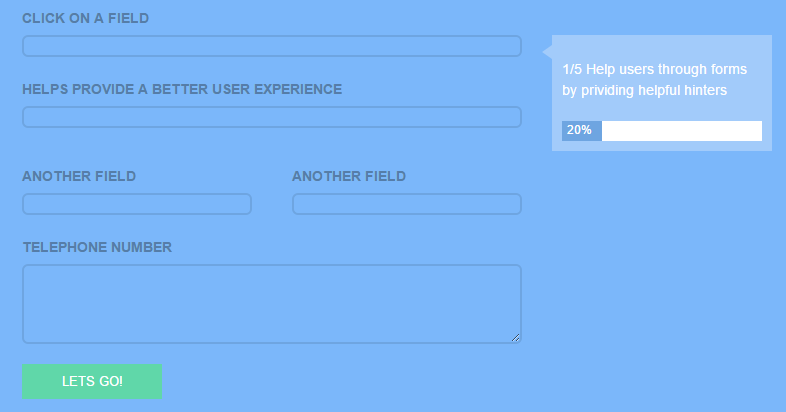 CLICK ON A FIELD
1/5 Help users through forms
by prividing helpful hinters
20%
HELPS PROVIDE A BETTER USER EXPERIENCE
ANOTHER FIELD
ANOTHER FIELD
TELEPHONE NUMBER
LETS GO!